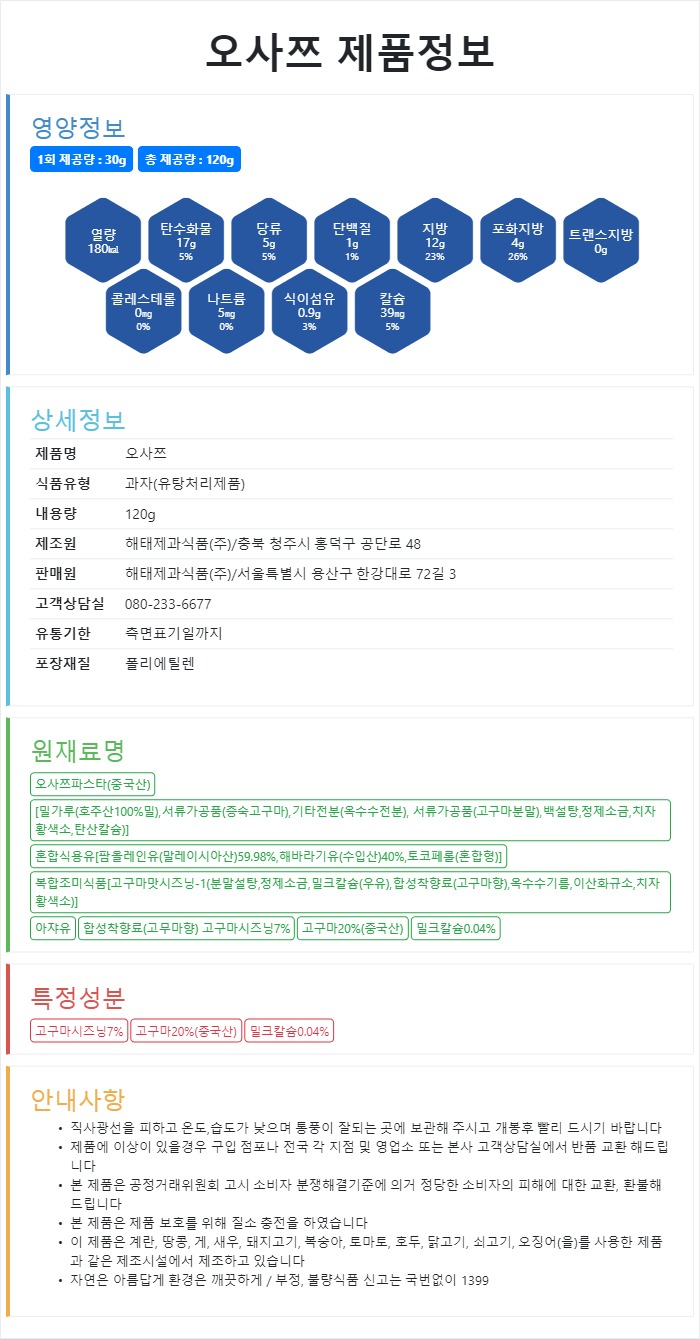 오사쯔 제품정보
영양정보
1회 제공량 : 30g 총 제공량 : 120g
열량
180㎉
탄수화물
17g
5%
당류
5g
5%
단백질
1g
1%
지방
12g
23%
포화지방
4g
26%
트랜스지방
0g
콜레스테롤
0㎎
0%
나트륨
5㎎
0%
식이섬유
0.9g
3%
칼슘
39㎎
5%
상세정보
제품명 오사쯔
식품유형 과자(유탕처리제품)
내용량 120g
제조원 해태제과식품(주)/충북 청주시 흥덕구 공단로 48
판매원 해태제과식품(주)/서울특별시 용산구 한강대로 72길 3
고객상담실 080-233-6677
유통기한 측면표기일까지
포장재질 폴리에틸렌
원재료명
오사쯔파스타(중국산)
[밀가루(호주산100%밀),서류가공품(증숙고구마),기타전분(옥수수전분), 서류가공품(고구마분말),백설탕,정제소금,치자
황색소,탄산칼슘)]
혼합식용유[팜올레인유(말레이시아산)59.98%,해바라기유(수입산)40%,토코페롤(혼합형)]
복합조미식품[고구마맛시즈닝-1(분말설탕,정제소금,밀크칼슘(우유),합성착향료(고구마향),옥수수기름,이산화규소,치자
황색소)]
야자유 합성착향료(고무마향) 고구마시즈닝7% 고구마20%(중국산) 밀크칼슘0.04%
특정성분
고구마시즈닝7% 고구마20%(중국산) 밀크칼슘0.04%
안내사항
• 직사광선을 피하고 온도,습도가 낮으며 통풍이 잘되는 곳에 보관해 주시고 개봉후 빨리 드시기 바랍니다
• 제품에 이상이 있을경우 구입 점포나 전국 각 지점 및 영업소 또는 본사 고객상담실에서 반품 교환 해드립
니다
• 본 제품은 공정거래위원회 고시 소비자 분쟁해결기준에 의거 정당한 소비자의 피해에 대한 교환, 환불해
드립니다
• 본 제품은 제품 보호를 위해 질소 충전을 하였습니다
• 이 제품은 계란, 땅콩, 게, 새우, 돼지고기, 복숭아, 토마토, 호두, 닭고기, 쇠고기, 오징어(을)를 사용한 제품
과 같은 제조시설에서 제조하고 있습니다
• 자연은 아름답게 환경은 깨끗하게 / 부정, 불량식품 신고는 국번없이 1399